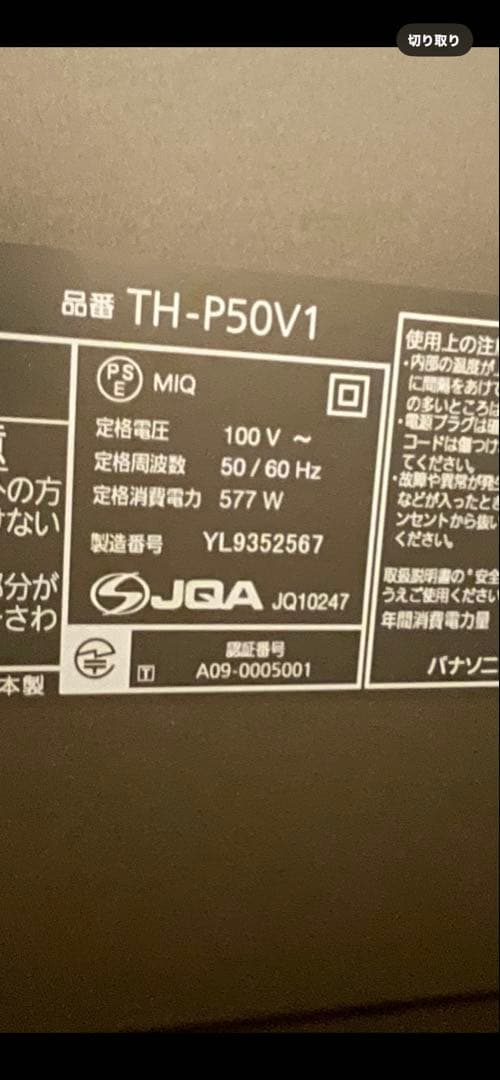 切り取り
品番 TH-P50V1
PS
E
MIQ
定格電圧 100 V ～
定格周波数 50 / 60 Hz
定格消費電力 577 W
製造番号 YL9352567
JQA JQ10247
T
認証番号
A09-0005001
の方
ない
分が
さわ
本製
使用上の注
・内部の温度が
に間隔をあけて
の多いところは
・電源プラグは
コードは傷つけ
てください。
・故障や異常が発
などが入ったとき
ンセントから抜
ください。
取扱説明書の"安全
うえご使用ください
年間消費電力量
パナソニ